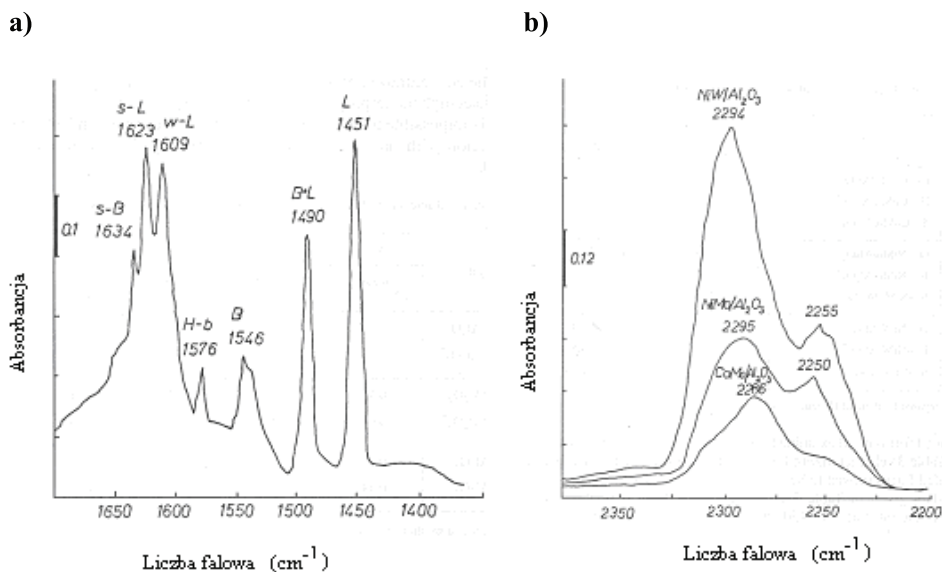 a)
b)
s-L
1623
w-L
1609
s-B
1634
H-b
1576
B
1546
B+L
1490
L
1451
0.1
Absorbancja
1650 1600 1550 1500 1450 1400
Liczba falowa (cm⁻¹)
NiW/Al₂O₃
2294
NiMo/Al₂O₃
2295
CoMo/Al₂O₃
2286
2255
2250
0.12
Absorbancja
2350 2300 2250 2200
Liczba falowa (cm⁻¹)